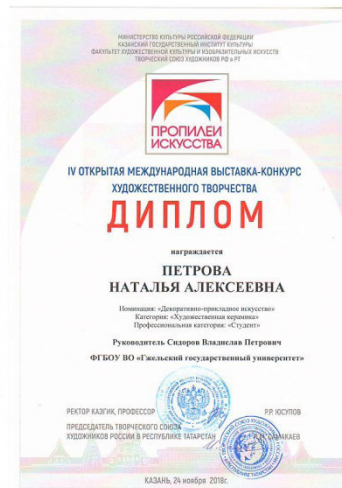 МИНИСТЕРСТВО КУЛЬТУРЫ РОССИЙСКОЙ ФЕДЕРАЦИИ
КАЗАНСКИЙ ГОСУДАРСТВЕННЫЙ ИНСТИТУТ КУЛЬТУРЫ
ФАКУЛЬТЕТ ХУДОЖЕСТВЕННОЙ КУЛЬТУРЫ И ИЗОБРАЗИТЕЛЬНЫХ ИСКУССТВ
ТВОРЧЕСКИЙ СОЮЗ ХУДОЖНИКОВ РФ в РТ
ПРОПИЛЕИ
ИСКУССТВА
IV ОТКРЫТАЯ МЕЖДУНАРОДНАЯ ВЫСТАВКА-КОНКУРС
ХУДОЖЕСТВЕННОГО ТВОРЧЕСТВА
ДИПЛОМ
награждается
ПЕТРОВА
НАТАЛЬЯ АЛЕКСЕЕВНА
Номинация: «Декоративно-прикладное искусство»
Категория: «Художественная керамика»
Профессиональная категория: «Студент»
Руководитель Сидоров Владислав Петрович
ФГБОУ ВО «Гжельский государственный университет»
РЕКТОР КАЗГИК, ПРОФЕССОР Р.Р. ЮСУПОВ
ПРЕДСЕДАТЕЛЬ ТВОРЧЕСКОГО СОЮЗА
ХУДОЖНИКОВ РОССИИ В РЕСПУБЛИКЕ ТАТАРСТАН
КАЗАНЬ, 24 ноября 2018г.